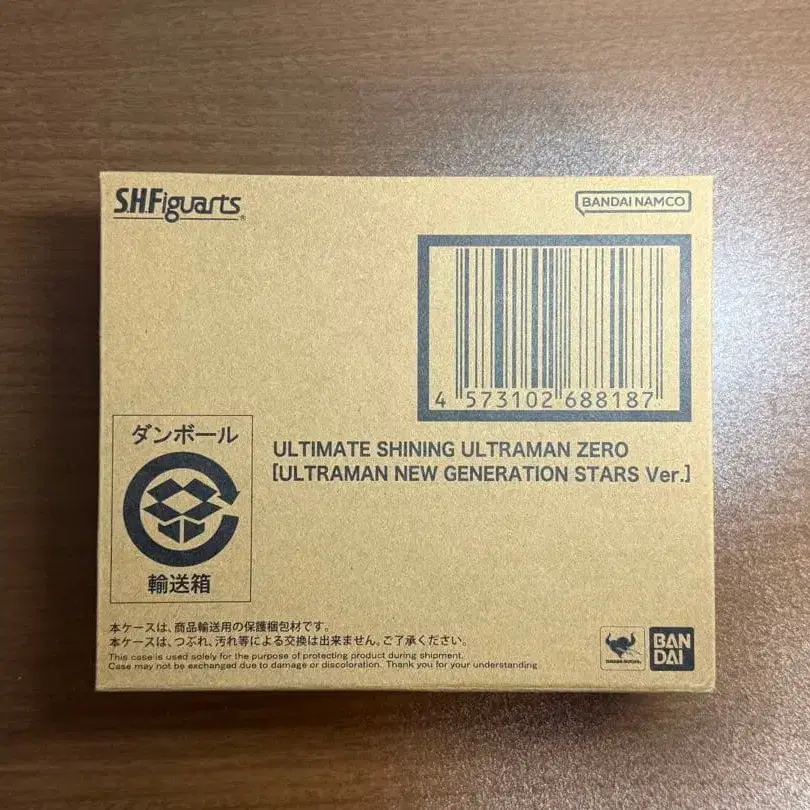 S.H.Figuarts
BANDAI NAMCO
4 573102 688187
ダンボール
輸送箱
ULTIMATE SHINING ULTRAMAN ZERO
[ULTRAMAN NEW GENERATION STARS Ver.]
本ケースは、商品輸送用の保護梱包材です。
本ケースは、つぶれ、汚れ等による交換は出来ません。ご了承ください。
This case is used solely for the purpose of protecting product during shipment.
Case may not be exchanged due to damage or discoloration. Thank you for your understanding
BAN
DAI